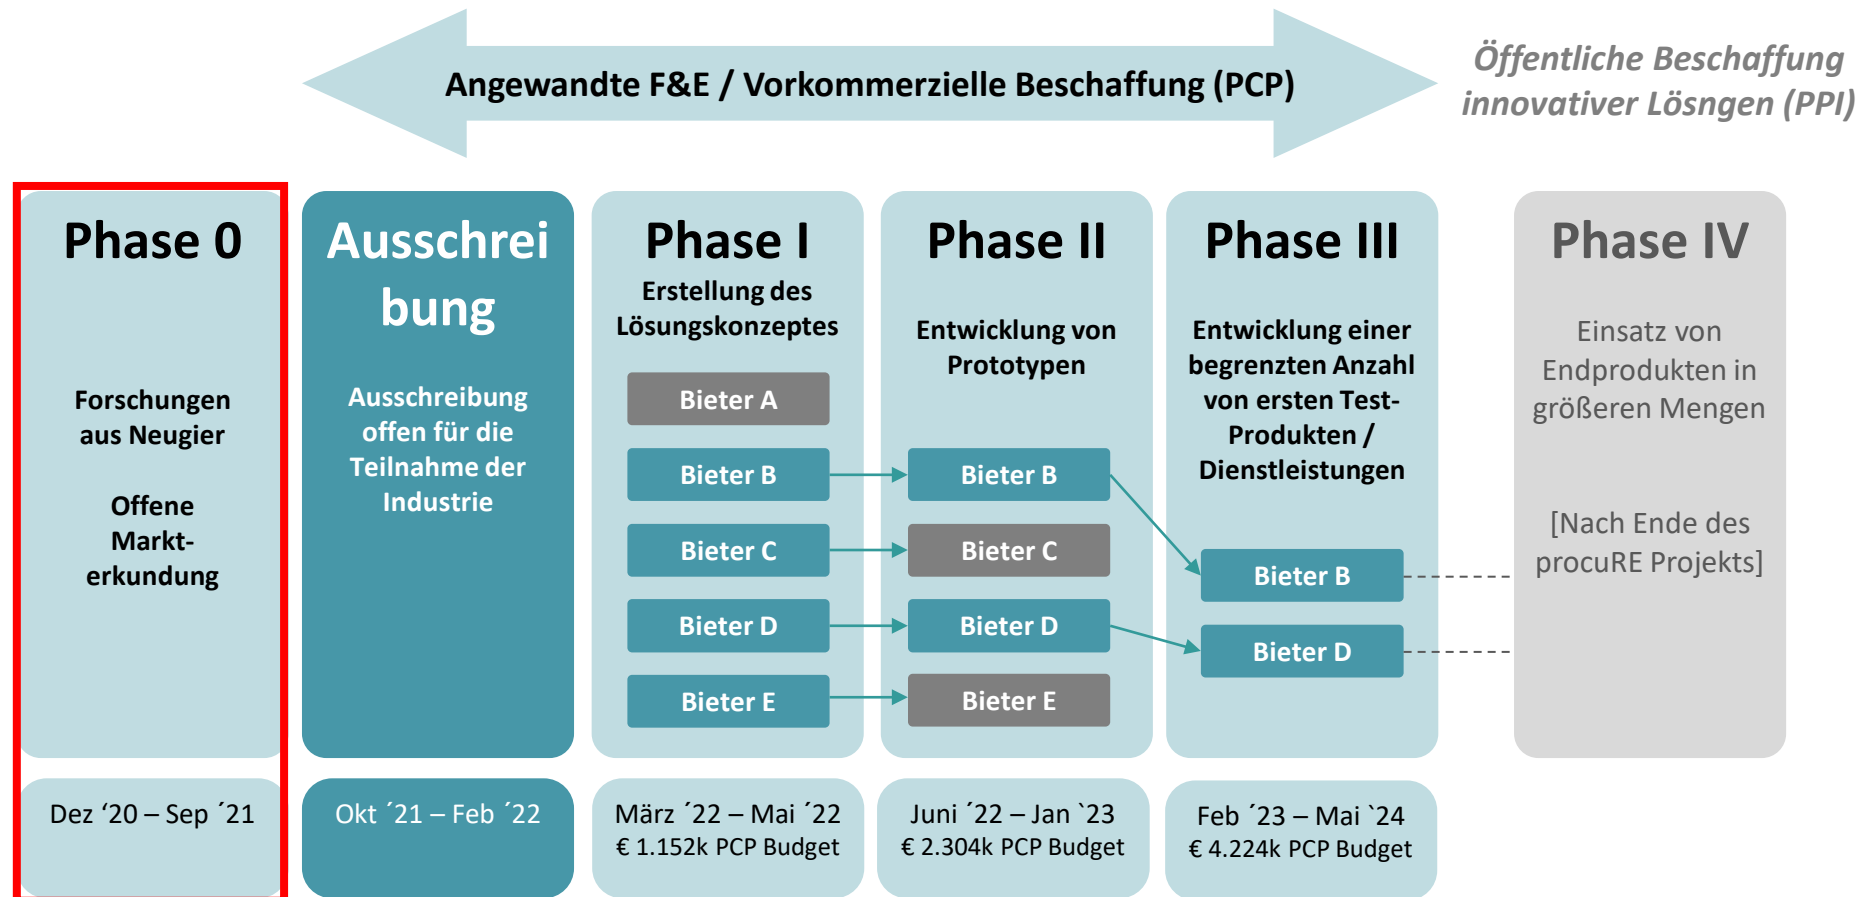 Angewandte F&E / Vorkommerzielle Beschaffung (PCP)
Öffentliche Beschaffung
innovativer Lösngen (PPI)
Phase 0
Forschungen
aus Neugier
Offene
Markt-
erkundung
Dez ‘20 – Sep ´21
Ausschrei
bung
Ausschreibung
offen für die
Teilnahme der
Industrie
Okt ´21 – Feb ´22
Phase I
Erstellung des
Lösungskonzeptes
Bieter A
Bieter B
Bieter C
Bieter D
Bieter E
März ´22 – Mai ´22
€ 1.152k PCP Budget
Phase II
Entwicklung von
Prototypen
Bieter B
Bieter C
Bieter D
Bieter E
Juni ´22 – Jan `23
€ 2.304k PCP Budget
Phase III
Entwicklung einer
begrenzten Anzahl
von ersten Test-
Produkten /
Dienstleistungen
Bieter B
Bieter D
Feb ´23 – Mai `24
€ 4.224k PCP Budget
Phase IV
Einsatz von
Endprodukten in
größeren Mengen
[Nach Ende des
procuRE Projekts]